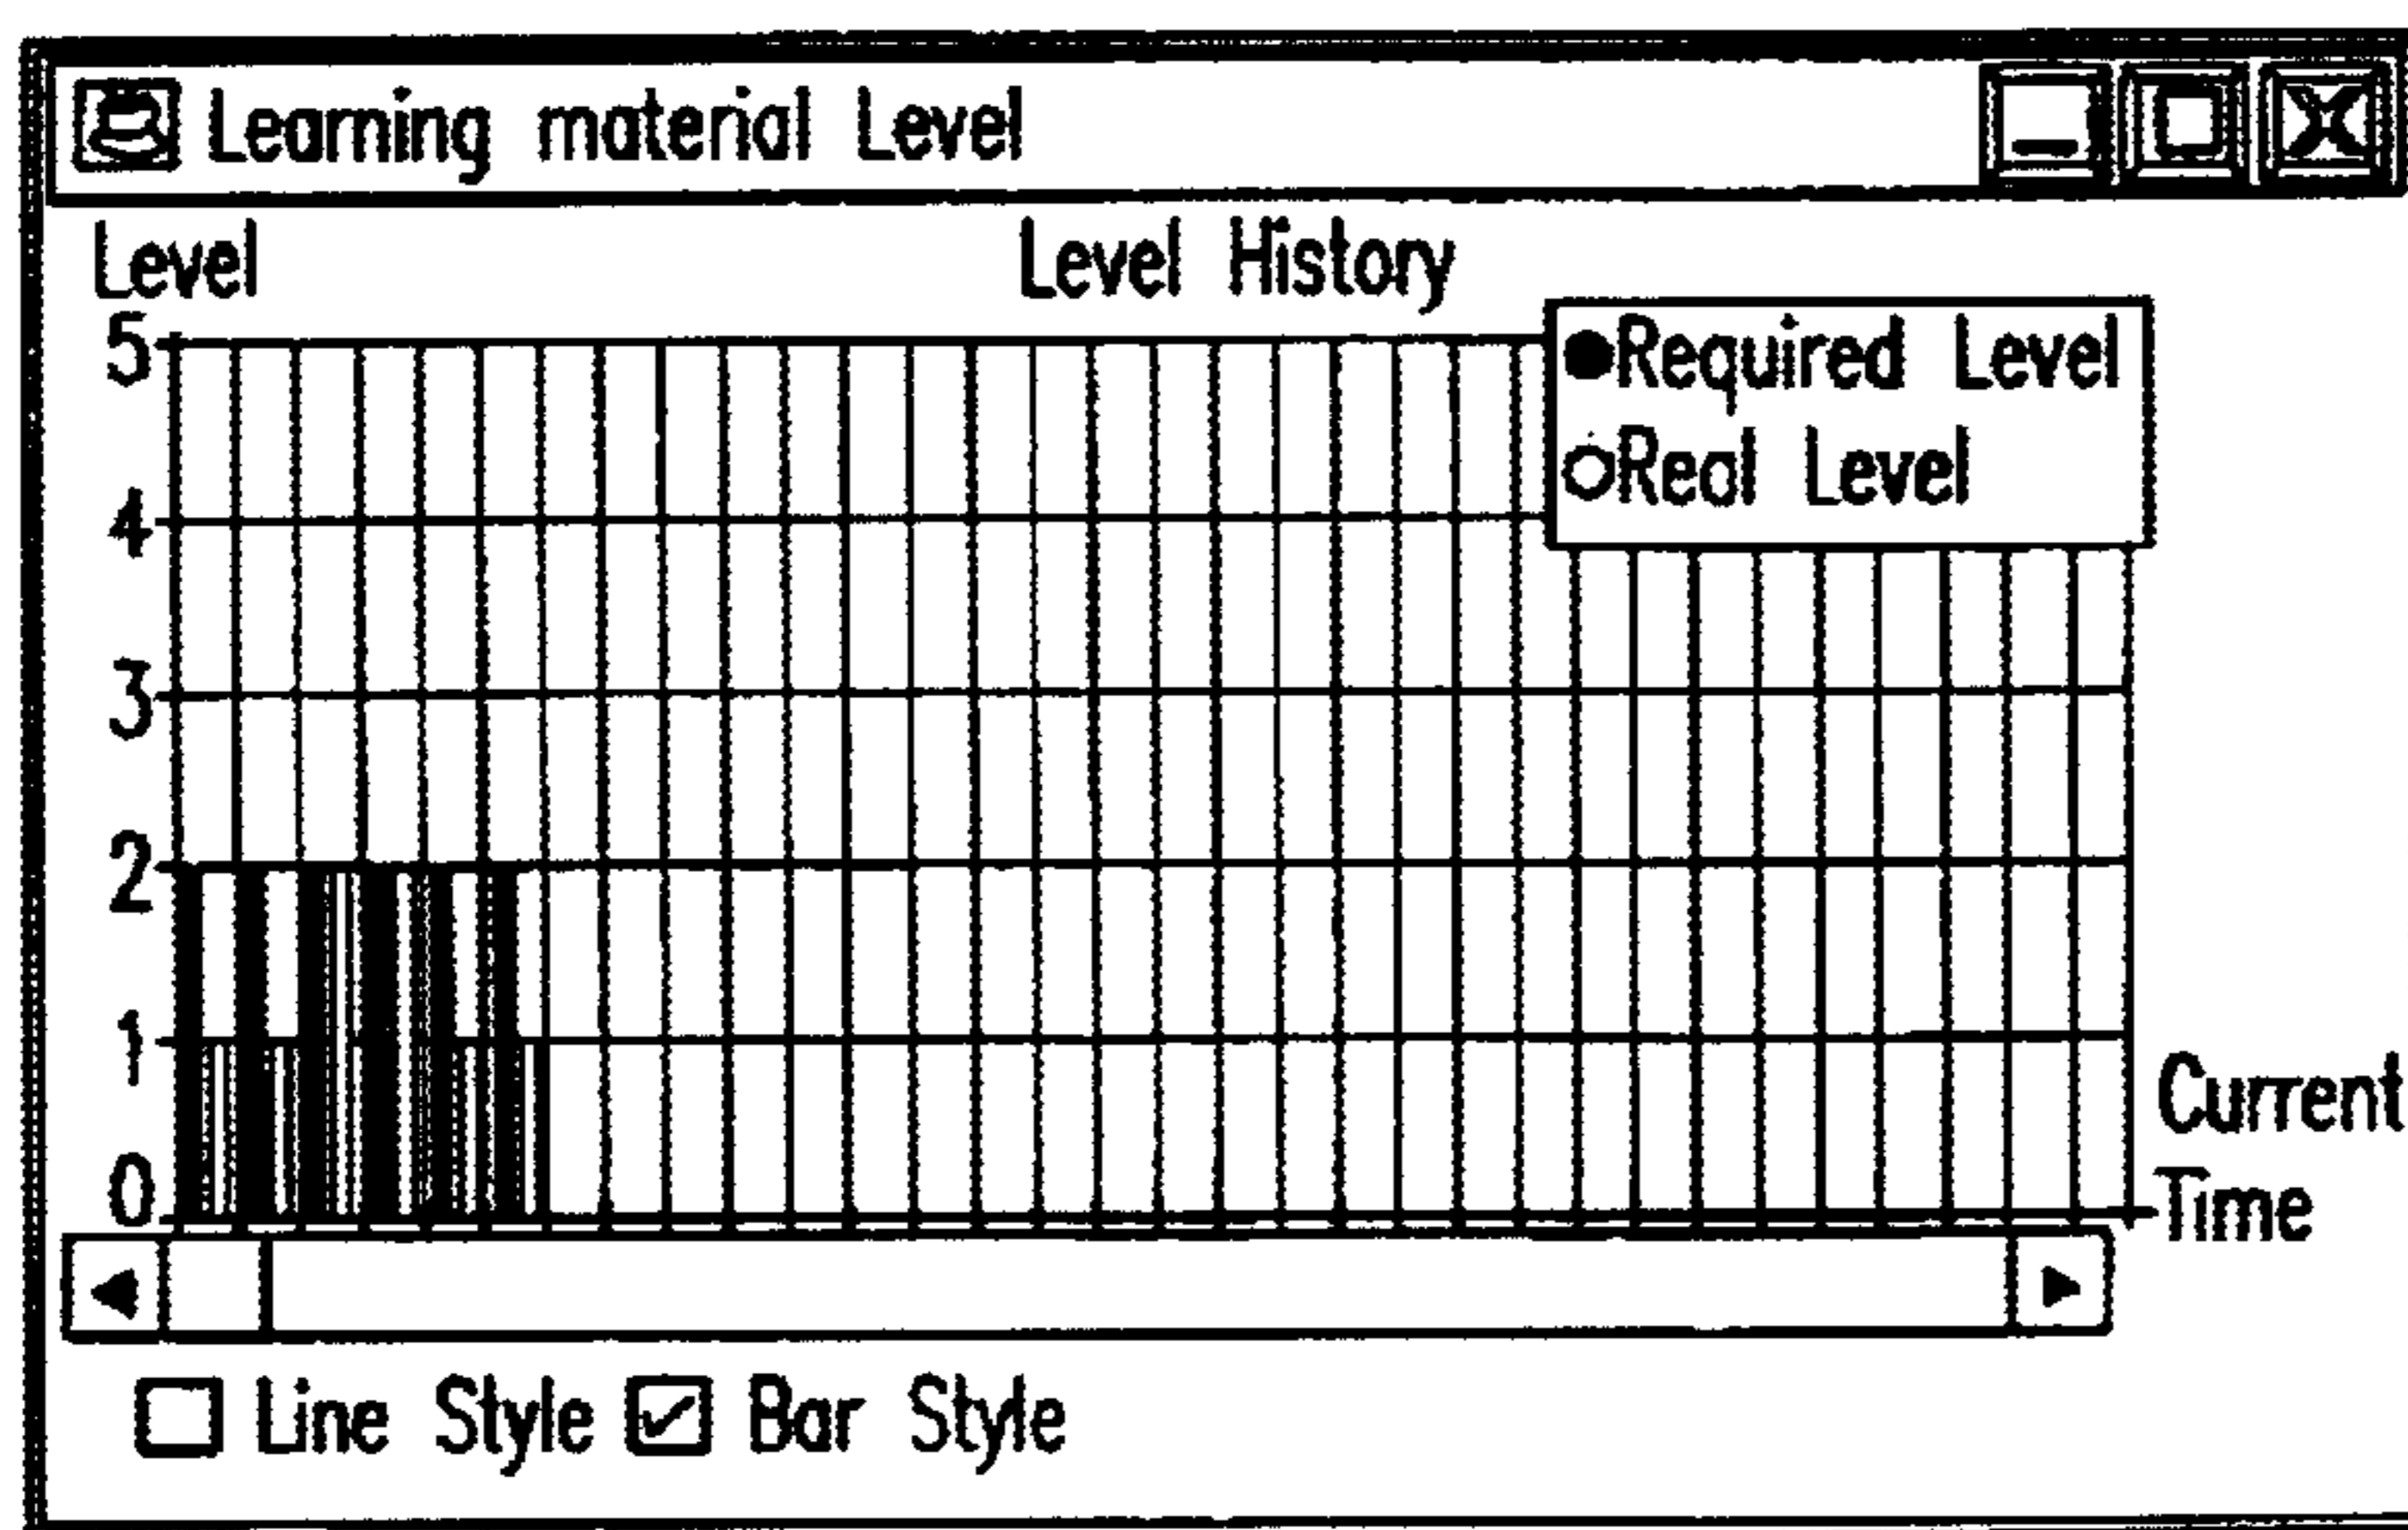 Learning material Level
Level
Level History
Required Level
Real Level
5
4
3
2
1
0
Current
Time
Line Style
Bar Style